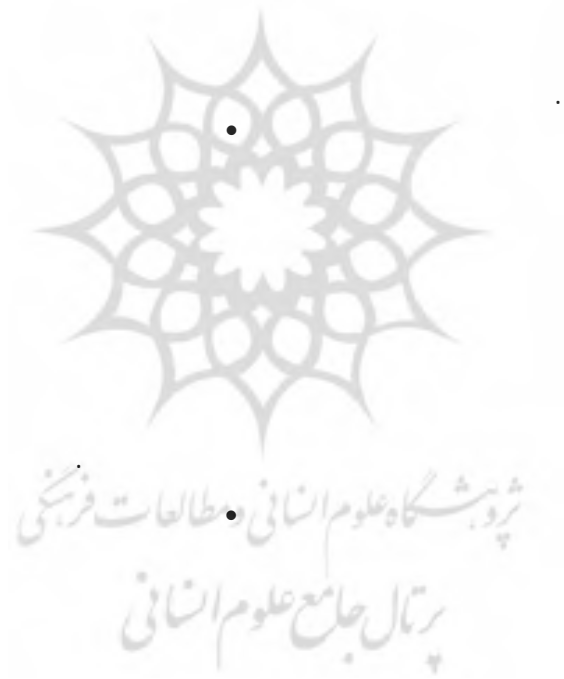 پژوهشگاه علوم انسانی و مطالعات فرهنگی
پرتال جامع علوم انسانی